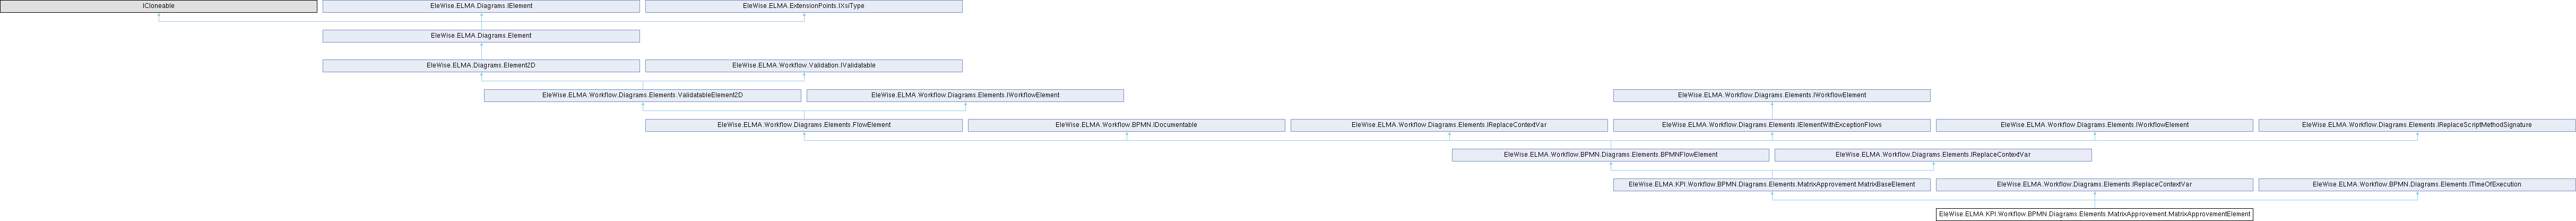 ICloneable
EleWise.ELMA.Diagrams.IElement
EleWise.ELMA.ExtensionPoints.IXsiType
EleWise.ELMA.Diagrams.Element
EleWise.ELMA.Diagrams.Element2D
EleWise.ELMA.Workflow.Validation.IValidatable
EleWise.ELMA.Workflow.Diagrams.Elements.ValidatableElement2D
EleWise.ELMA.Workflow.Diagrams.Elements.IWorkflowElement
EleWise.ELMA.Workflow.Diagrams.Elements.IWorkflowElement
EleWise.ELMA.Workflow.Diagrams.Elements.FlowElement
EleWise.ELMA.Workflow.BPMN.IDocumentable
EleWise.ELMA.Workflow.Diagrams.Elements.IReplaceContextVar
EleWise.ELMA.Workflow.Diagrams.Elements.IElementWithExceptionFlows
EleWise.ELMA.Workflow.Diagrams.Elements.IWorkflowElement
EleWise.ELMA.Workflow.Diagrams.Elements.IReplaceScriptMethodSignature
EleWise.ELMA.Workflow.BPMN.Diagrams.Elements.BPMNFlowElement
EleWise.ELMA.Workflow.Diagrams.Elements.IReplaceContextVar
EleWise.ELMA.KPI.Workflow.BPMN.Diagrams.Elements.MatrixApprovement.MatrixBaseElement
EleWise.ELMA.Workflow.Diagrams.Elements.IReplaceContextVar
EleWise.ELMA.Workflow.BPMN.Diagrams.Elements.ITimeOfExecution
EleWise.ELMA.KPI.Workflow.BPMN.Diagrams.Elements.MatrixApprovement.MatrixApprovementElement